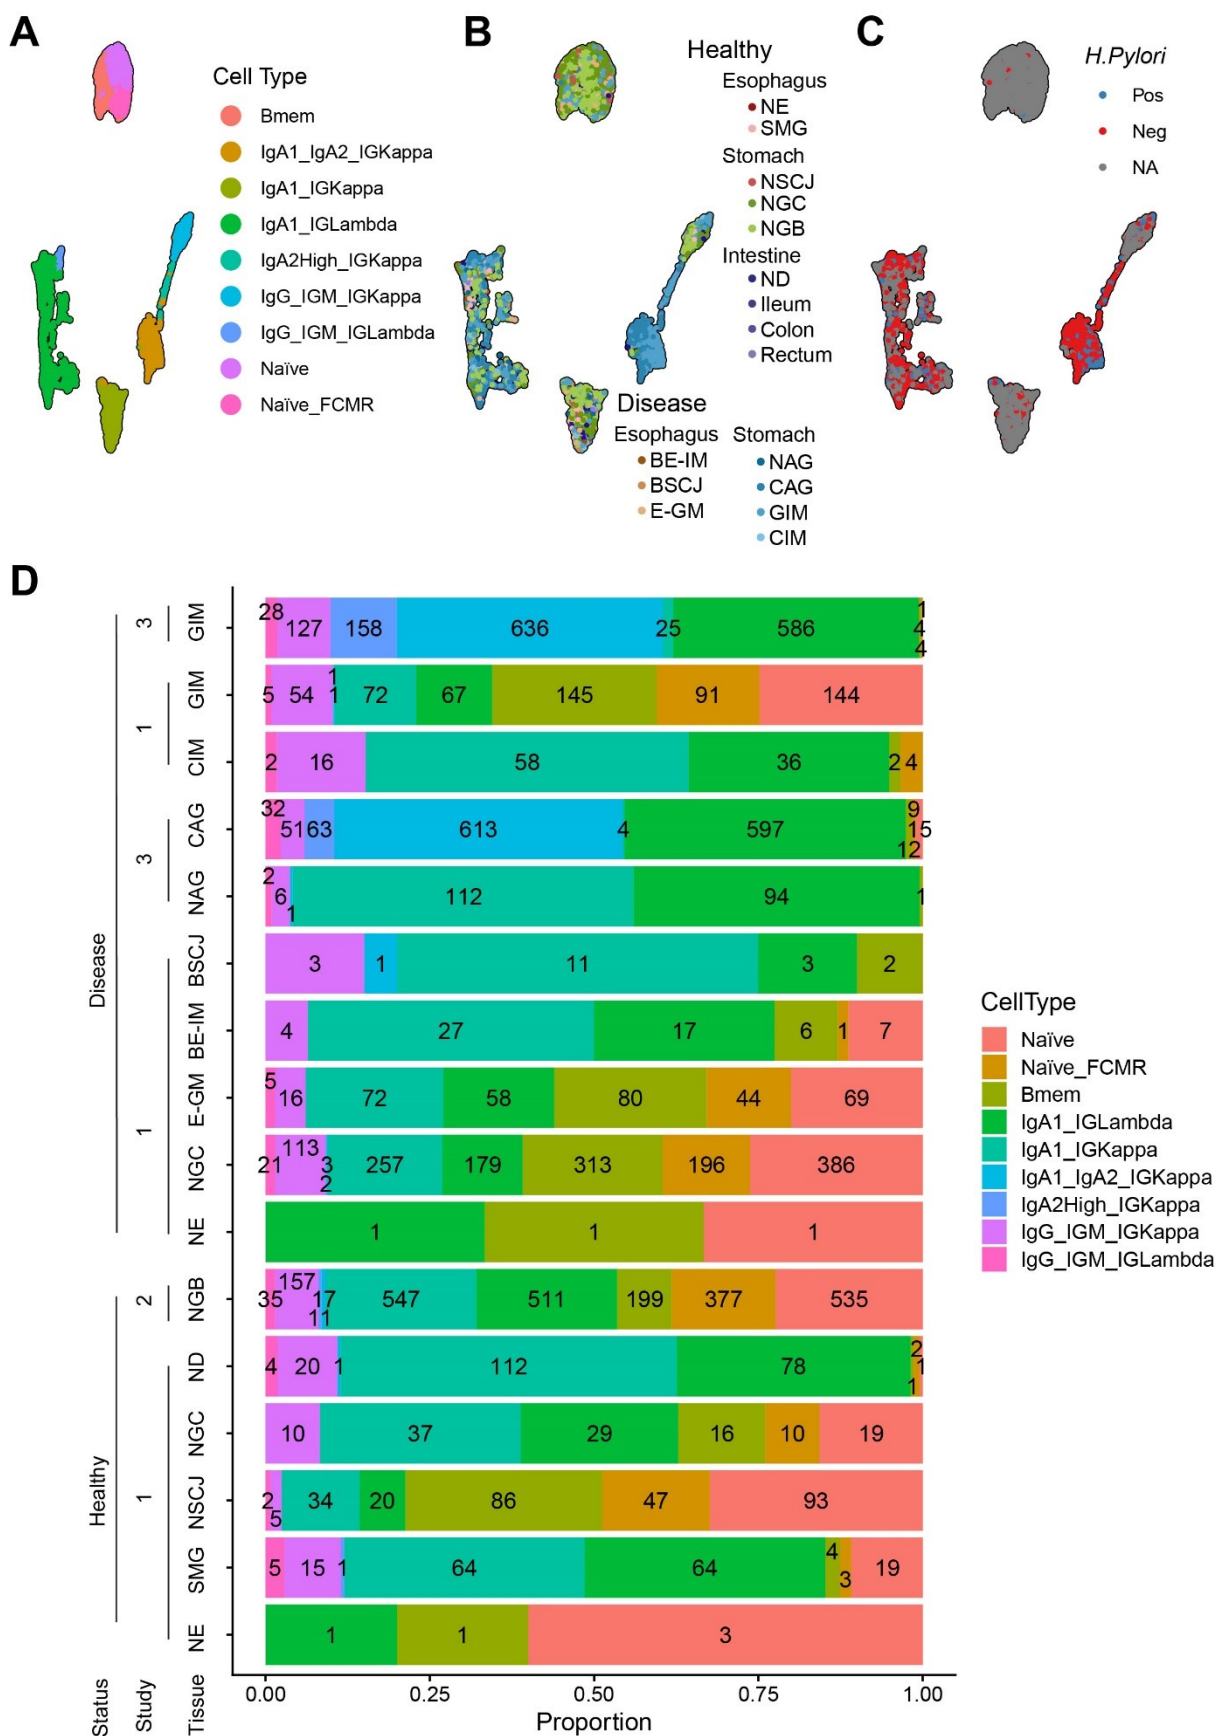 A
Cell Type
Bmem
IgA1_IgA2_IGKappa
IgA1_IGKappa
IgA1_IGLambda
IgA2High_IGKappa
IgG_IGM_IGKappa
IgG_IGM_IGLambda
Naïve
Naïve_FCMR
B
Healthy
Esophagus
NE
SMG
Stomach
NSCJ
NGC
NGB
Intestine
ND
Ileum
Colon
Rectum
Disease
Esophagus
BE-IM
BSCJ
E-GM
Stomach
NAG
CAG
GIM
CIM
C
H.Pylori
Pos
Neg
NA
D
Disease
3
GIM
28 127 158 636 25 586 1 4 4
1
GIM
5 54 1 1 72 67 145 91 144
CIM
2 16 58 36 2 4
3
CAG
32 51 63 613 4 597 12 9 15
NAG
2 6 1 112 94 1
1
BSCJ
3 1 11 3 2
BE-IM
4 27 17 6 1 7
E-GM
5 16 72 58 80 44 69
NGC
21 113 3 2 257 179 313 196 386
NE
1 1 1
Healthy
2
NGB
35 157 17 11 547 511 199 377 535
1
ND
4 20 1 112 78 1 2 1
NGC
10 37 29 16 10 19
NSCJ
2 5 34 20 86 47 93
SMG
5 15 1 64 64 4 3 19
NE
1 1 3
Status
Study
Tissue
0.00 0.25 0.50 0.75 1.00
Proportion
CellType
Naïve
Naïve_FCMR
Bmem
IgA1_IGLambda
IgA1_IGKappa
IgA1_IgA2_IGKappa
IgA2High_IGKappa
IgG_IGM_IGKappa
IgG_IGM_IGLambda